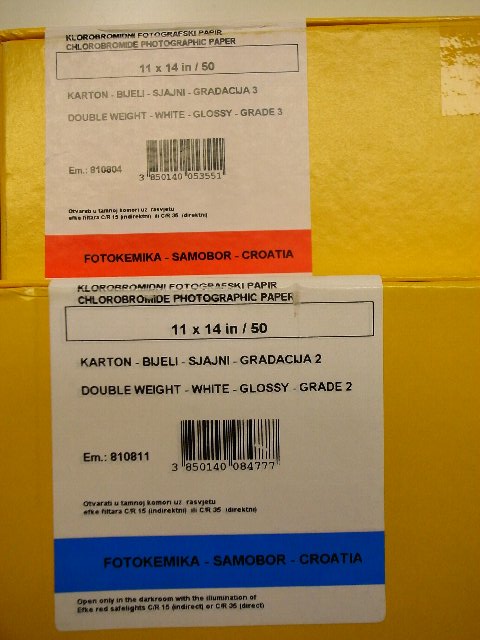 KLOROBROMIDNI FOTOGRAFSKI PAPIR
CHLOROBROMIDE PHOTOGRAPHIC PAPER
11 x 14 in / 50
KARTON - BIJELI - SJAJNI - GRADACIJA 3
DOUBLE WEIGHT - WHITE - GLOSSY - GRADE 3
Em.: 810804
3 850140 053551
Otvarati u tamnoj komori uz rasvjetu
efke filtara C/R 15 (indirektni) ili C/R 35 (direktni)
FOTOKEMIKA - SAMOBOR - CROATIA
KLOROBROMIDNI FOTOGRAFSKI PAPIR
CHLOROBROMIDE PHOTOGRAPHIC PAPER
11 x 14 in / 50
KARTON - BIJELI - SJAJNI - GRADACIJA 2
DOUBLE WEIGHT - WHITE - GLOSSY - GRADE 2
Em.: 810811
3 850140 084777
Otvarati u tamnoj komori uz rasvjetu
efke filtara C/R 15 (indirektni) ili C/R 35 (direktni)
FOTOKEMIKA - SAMOBOR - CROATIA
Open only in the darkroom with the illumination of
Efke red safelights C/R 15 (indirect) or C/R 35 (direct)